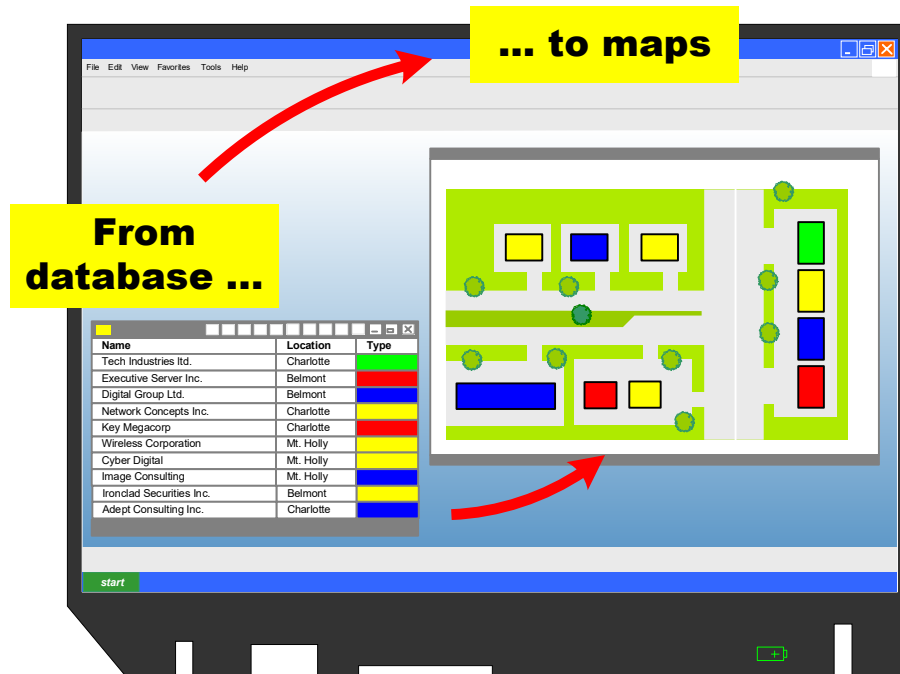 ... to maps
File Edit View Favorites Tools Help
From
database ...
Name Location Type
Tech Industries ltd. Charlotte
Executive Server Inc. Belmont
Digital Group Ltd. Belmont
Network Concepts Inc. Charlotte
Key Megacorp Charlotte
Wireless Corporation Mt. Holly
Cyber Digital Mt. Holly
Image Consulting Mt. Holly
Ironclad Securities Inc. Belmont
Adept Consulting Inc. Charlotte
start